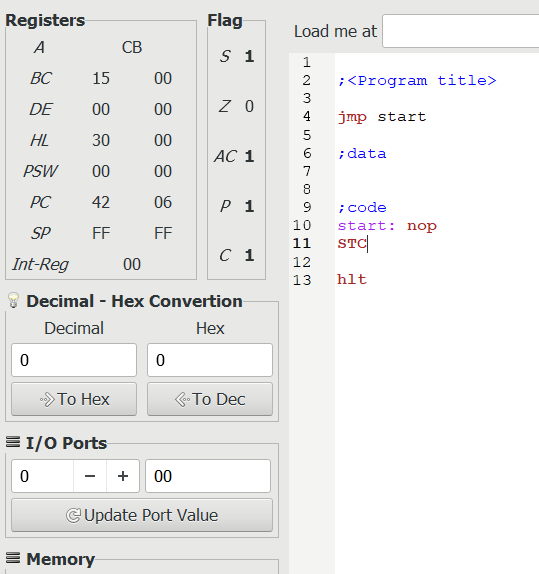 Registers
A CB
BC 15 00
DE 00 00
HL 30 00
PSW 00 00
PC 42 06
SP FF FF
Int-Reg 00
Flag
S 1
Z 0
AC 1
P 1
C 1
Decimal - Hex Convertion
Decimal Hex
0 0
To Hex To Dec
I/O Ports
0 − + 00
Update Port Value
Memory
Load me at
1
2 ;<Program title>
3
4 jmp start
5
6 ;data
7
8
9 ;code
10 start: nop
11 STC
12
13 hlt